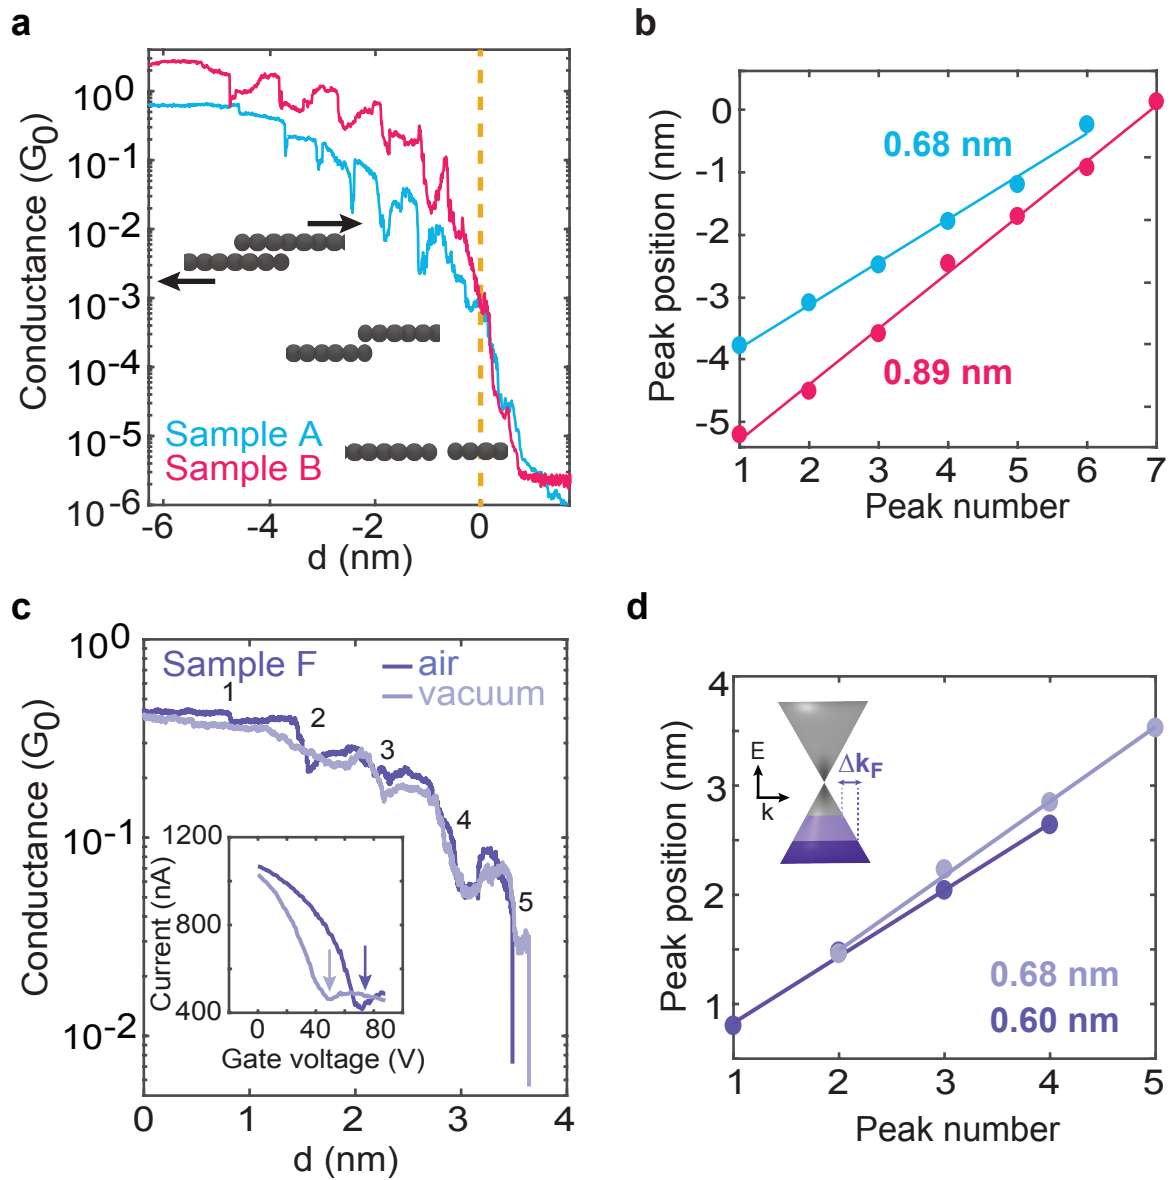 a
Conductance (G0)
10^0
10^-1
10^-2
10^-3
10^-4
10^-5
10^-6
Sample A
Sample B
-6 -4 -2 0
d (nm)
b
Peak position (nm)
0
-1
-2
-3
-4
-5
0.68 nm
0.89 nm
1 2 3 4 5 6 7
Peak number
c
Conductance (G0)
10^0
10^-1
10^-2
Sample F
air
vacuum
1
2
3
4
5
Current (nA)
1200
800
400
0 40 80
Gate voltage (V)
0 1 2 3 4
d (nm)
d
Peak position (nm)
4
3
2
1
E
k
ΔkF
0.68 nm
0.60 nm
1 2 3 4 5
Peak number